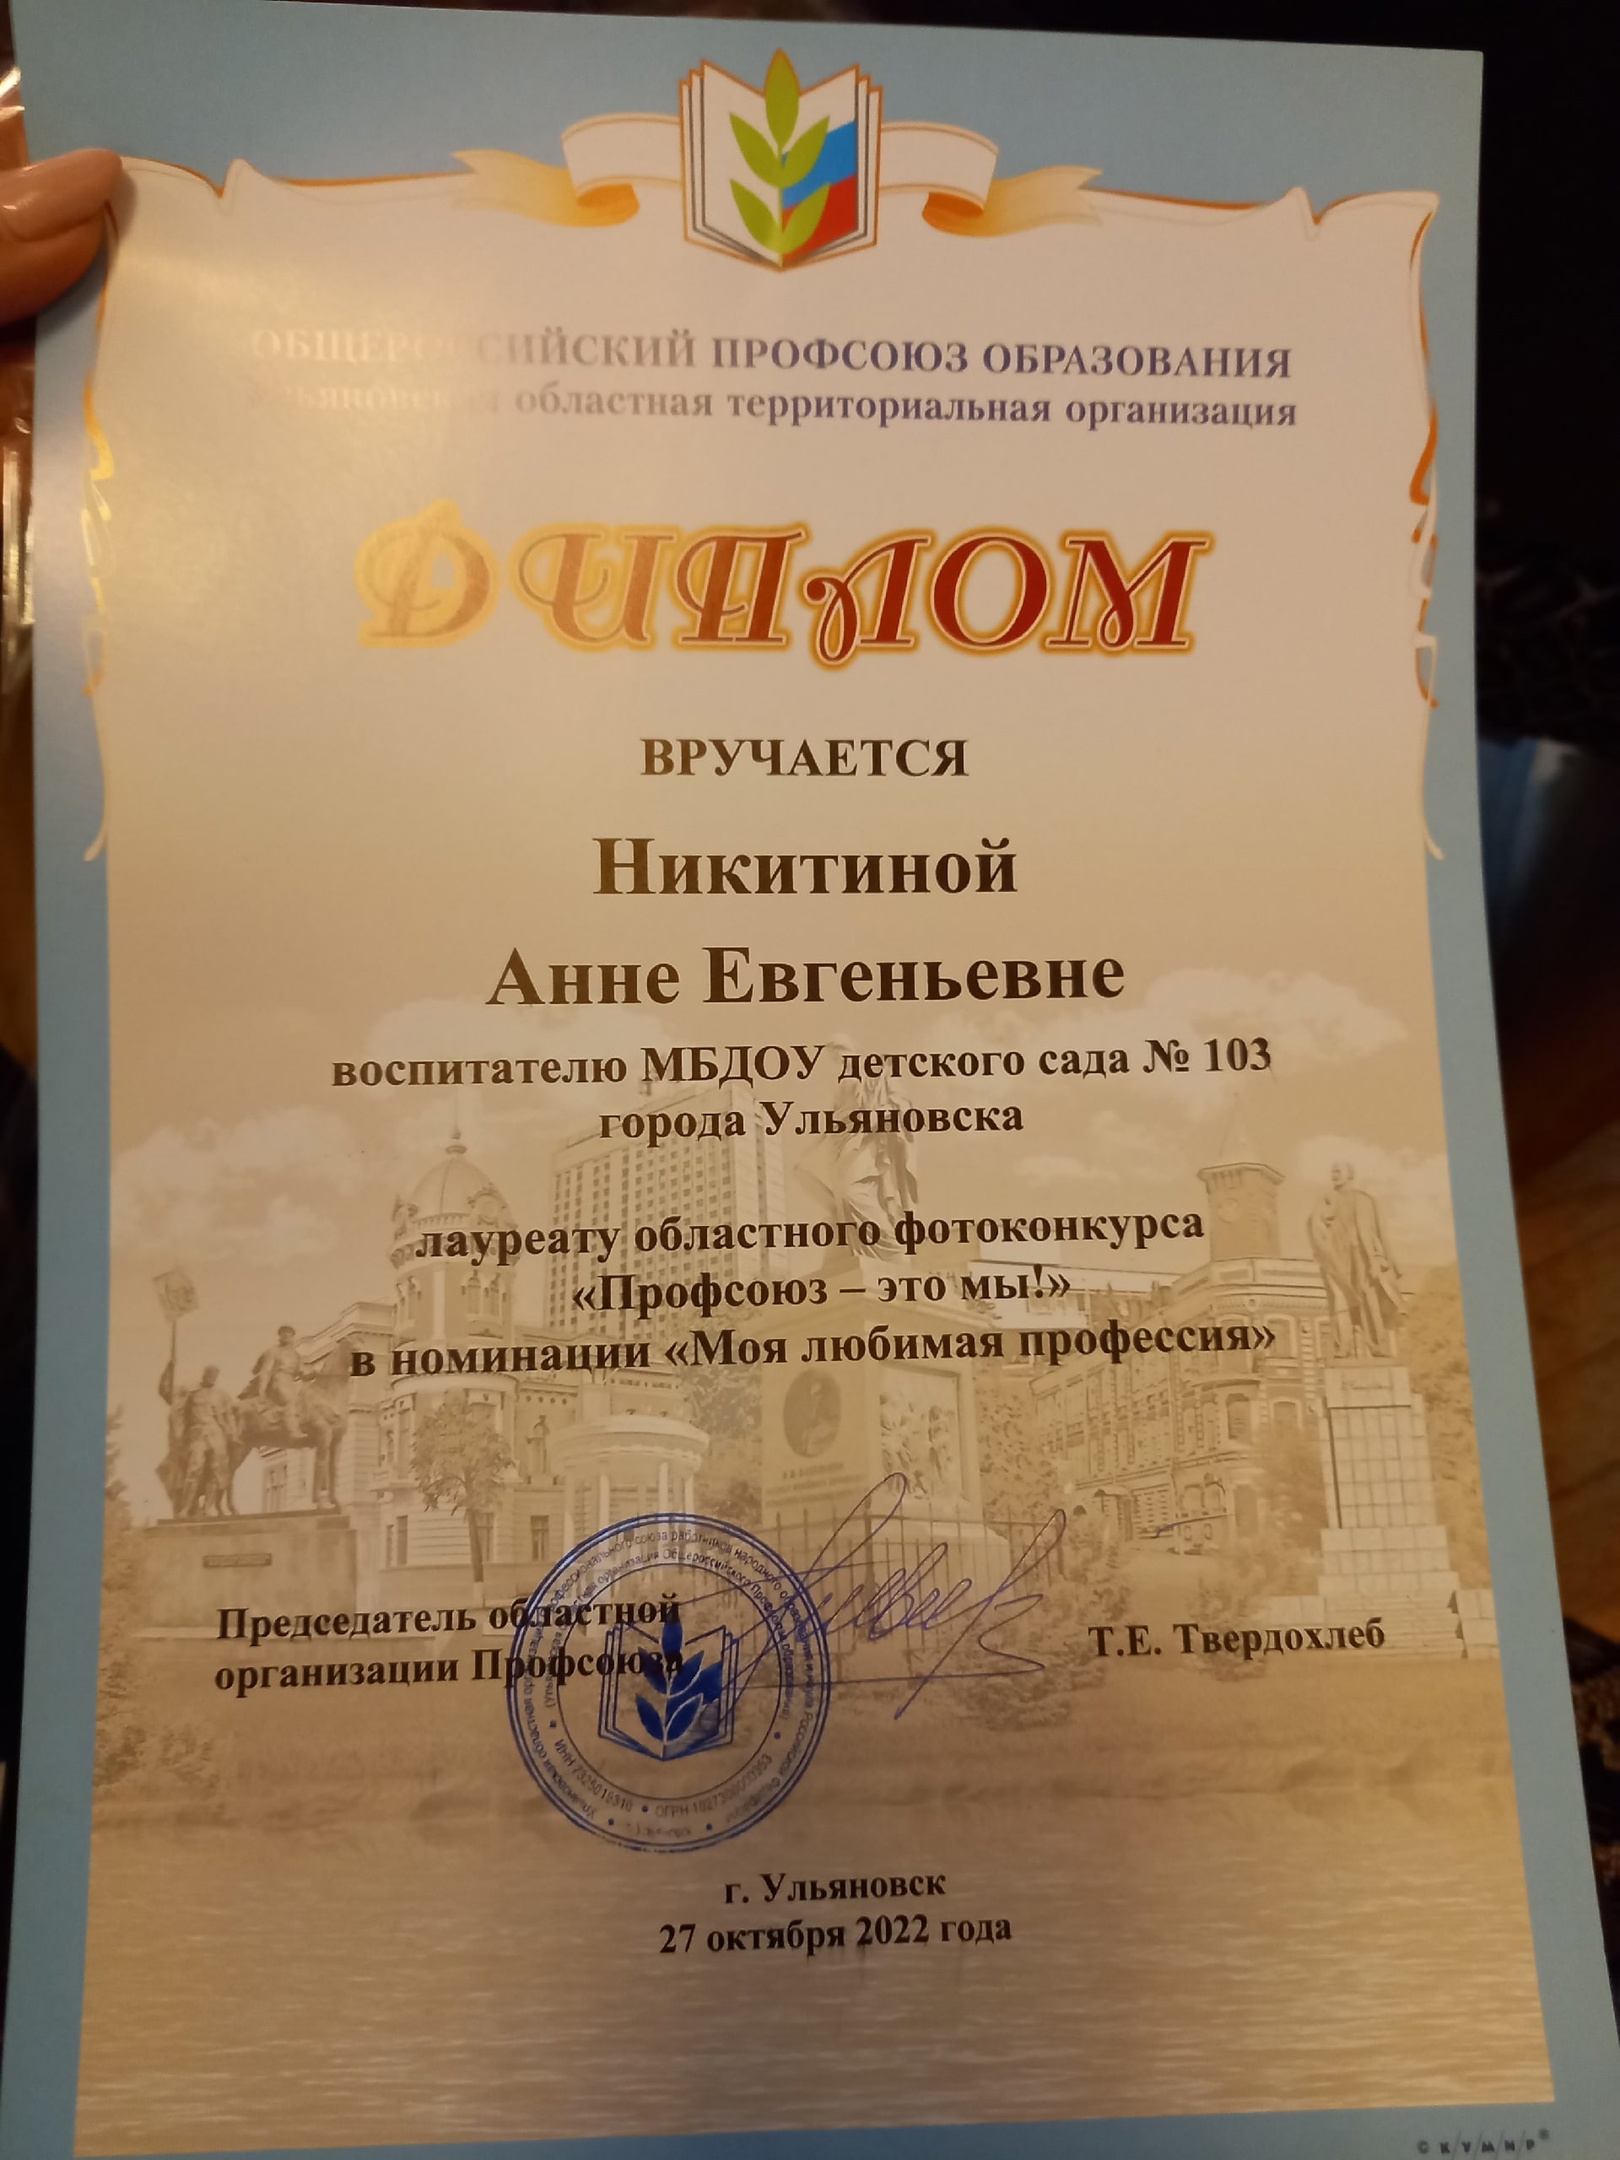 ОБЩЕРОССИЙСКИЙ ПРОФСОЮЗ ОБРАЗОВАНИЯ
Ульяновская областная территориальная организация
ДИПЛОМ
ВРУЧАЕТСЯ
Никитиной
Анне Евгеньевне
воспитателю МБДОУ детского сада № 103
города Ульяновска
лауреату областного фотоконкурса
«Профсоюз – это мы!»
в номинации «Моя любимая профессия»
Председатель областной
организации Профсоюза
Т.Е. Твердохлеб
г. Ульяновск
27 октября 2022 года